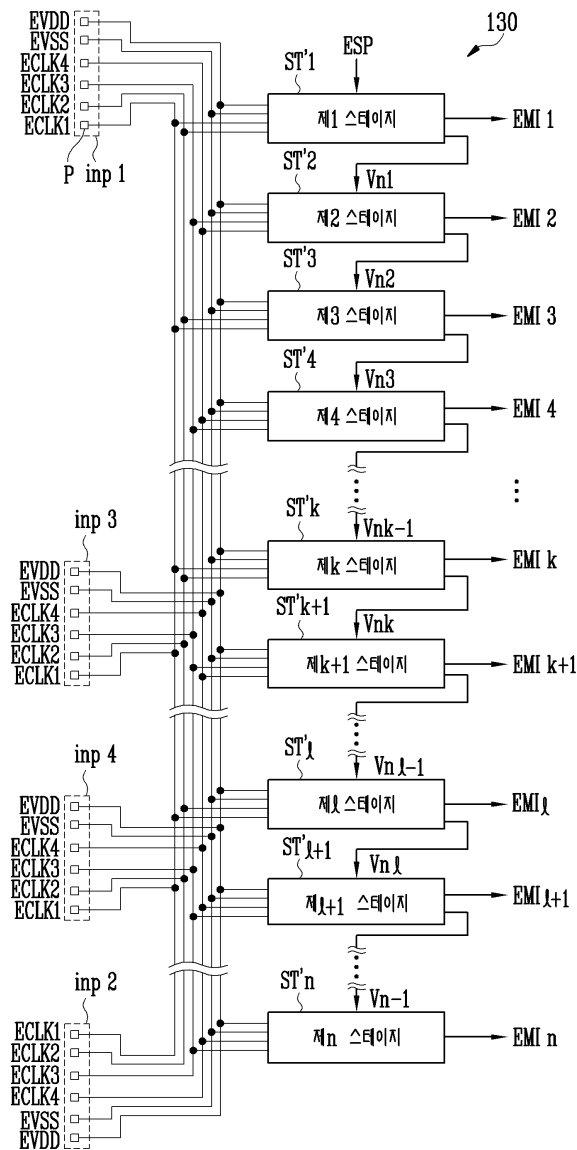 130
EVDD
EVSS
ECLK4
ECLK3
ECLK2
ECLK1
P
inp 1
ESP
ST'1
제1 스테이지
EMI 1
Vn1
ST'2
제2 스테이지
EMI 2
Vn2
ST'3
제3 스테이지
EMI 3
Vn3
ST'4
제4 스테이지
EMI 4
inp 3
EVDD
EVSS
ECLK4
ECLK3
ECLK2
ECLK1
Vnk-1
ST'k
제k 스테이지
EMI k
Vnk
ST'k+1
제k+1 스테이지
EMI k+1
inp 4
EVDD
EVSS
ECLK4
ECLK3
ECLK2
ECLK1
Vnℓ-1
ST'ℓ
제ℓ 스테이지
EMIℓ
Vnℓ
ST'ℓ+1
제ℓ+1 스테이지
EMIℓ+1
inp 2
ECLK1
ECLK2
ECLK3
ECLK4
EVSS
EVDD
Vn-1
ST'n
제n 스테이지
EMI n